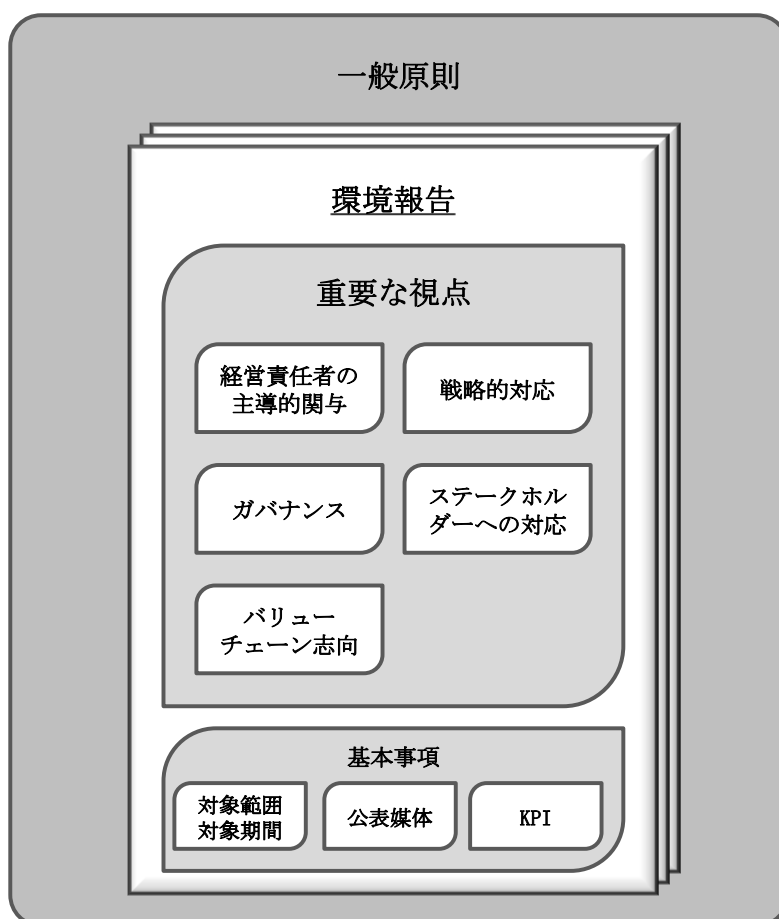 一般原則
環境報告
重要な視点
経営責任者の
主導的関与
戦略的対応
ガバナンス
ステークホル
ダーへの対応
バリュー
チェーン志向
基本事項
対象範囲
対象期間
公表媒体
KPI